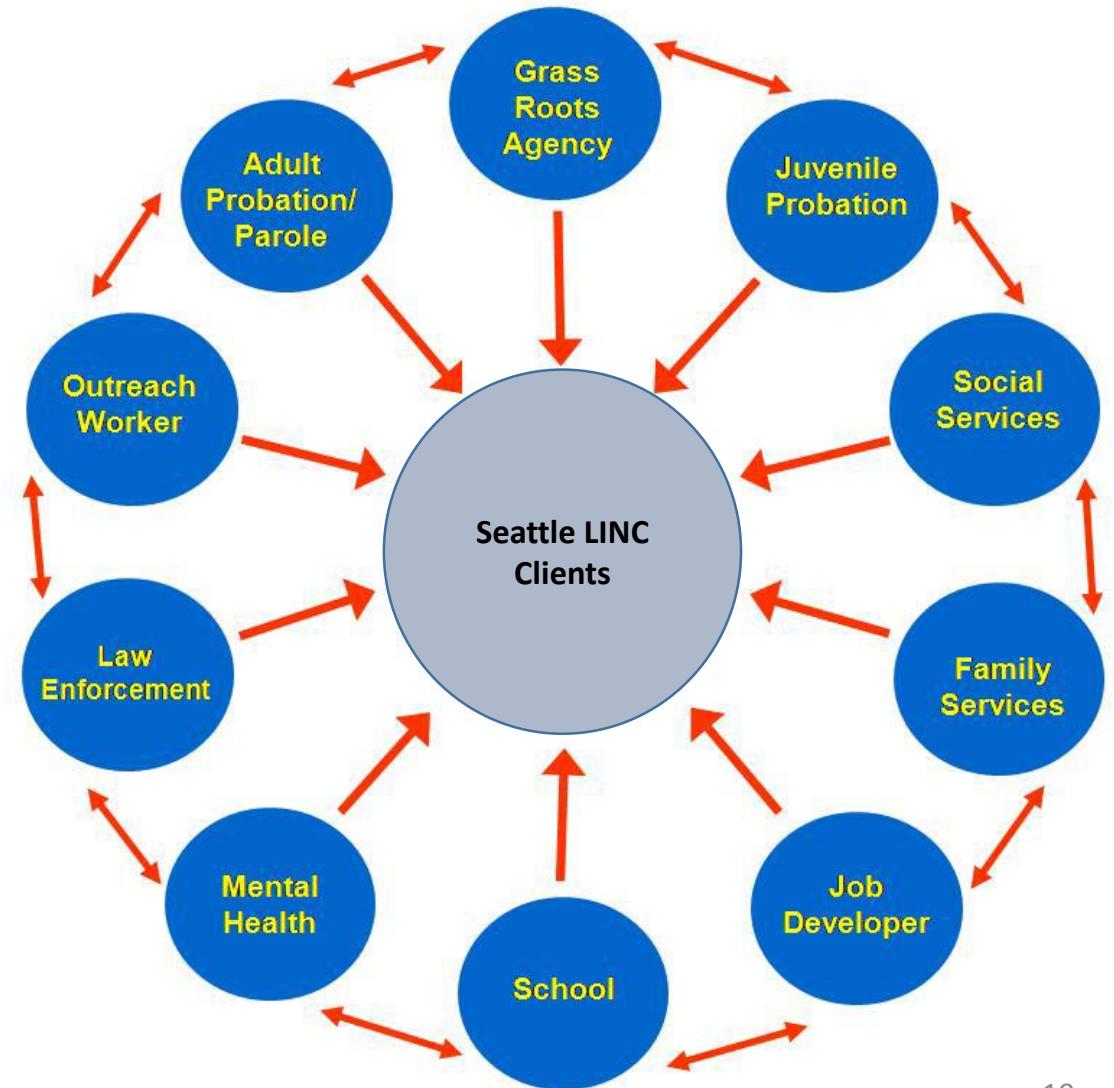 Grass
Roots
Agency
Juvenile
Probation
Social
Services
Family
Services
Job
Developer
School
Mental
Health
Law
Enforcement
Outreach
Worker
Adult
Probation/
Parole
Seattle LINC
Clients